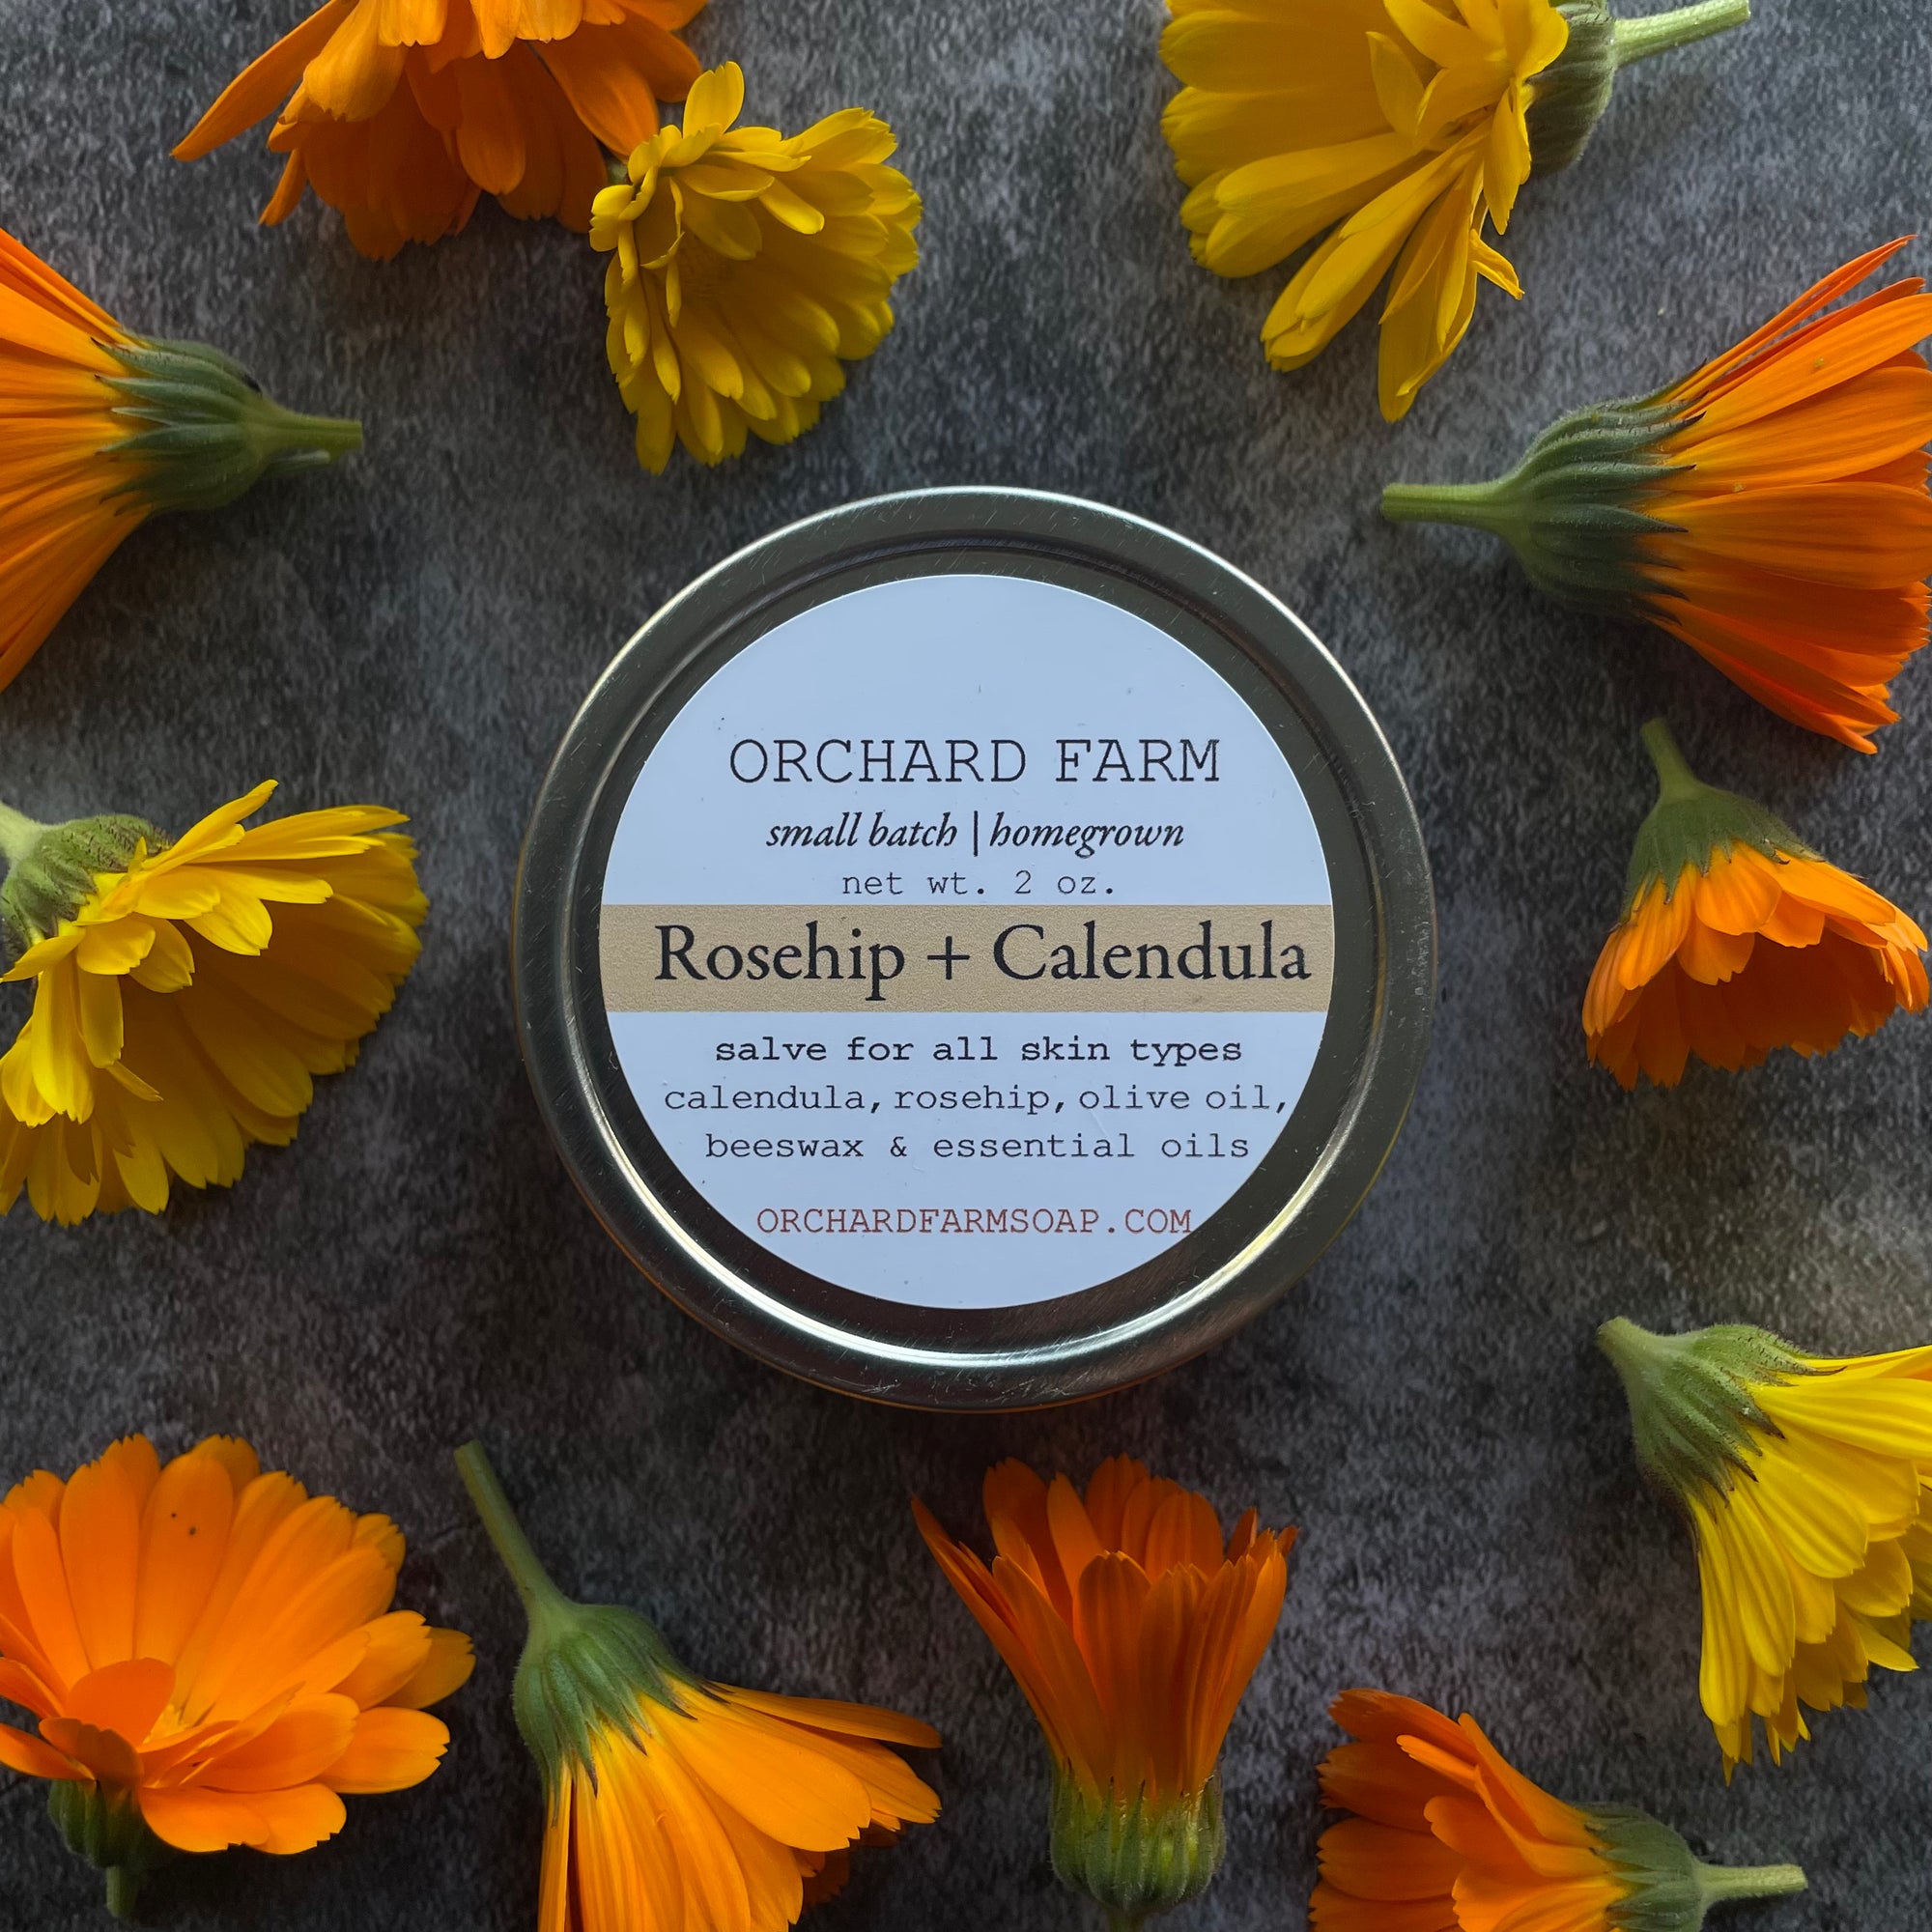 ORCHARD FARM
small batch | homegrown
net wt. 2 oz.
Rosehip + Calendula
salve for all skin types
calendula, rosehip, olive oil,
beeswax & essential oils
ORCHARDFARMSOAP.COM